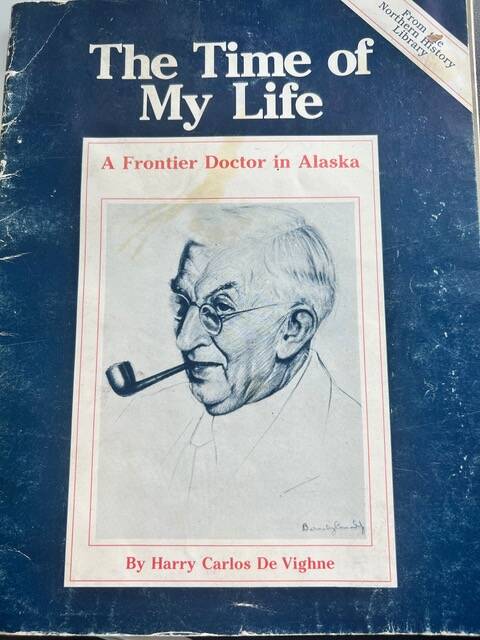 From the
Northern History
Library
The Time of
My Life
A Frontier Doctor in Alaska
By Harry Carlos De Vighne